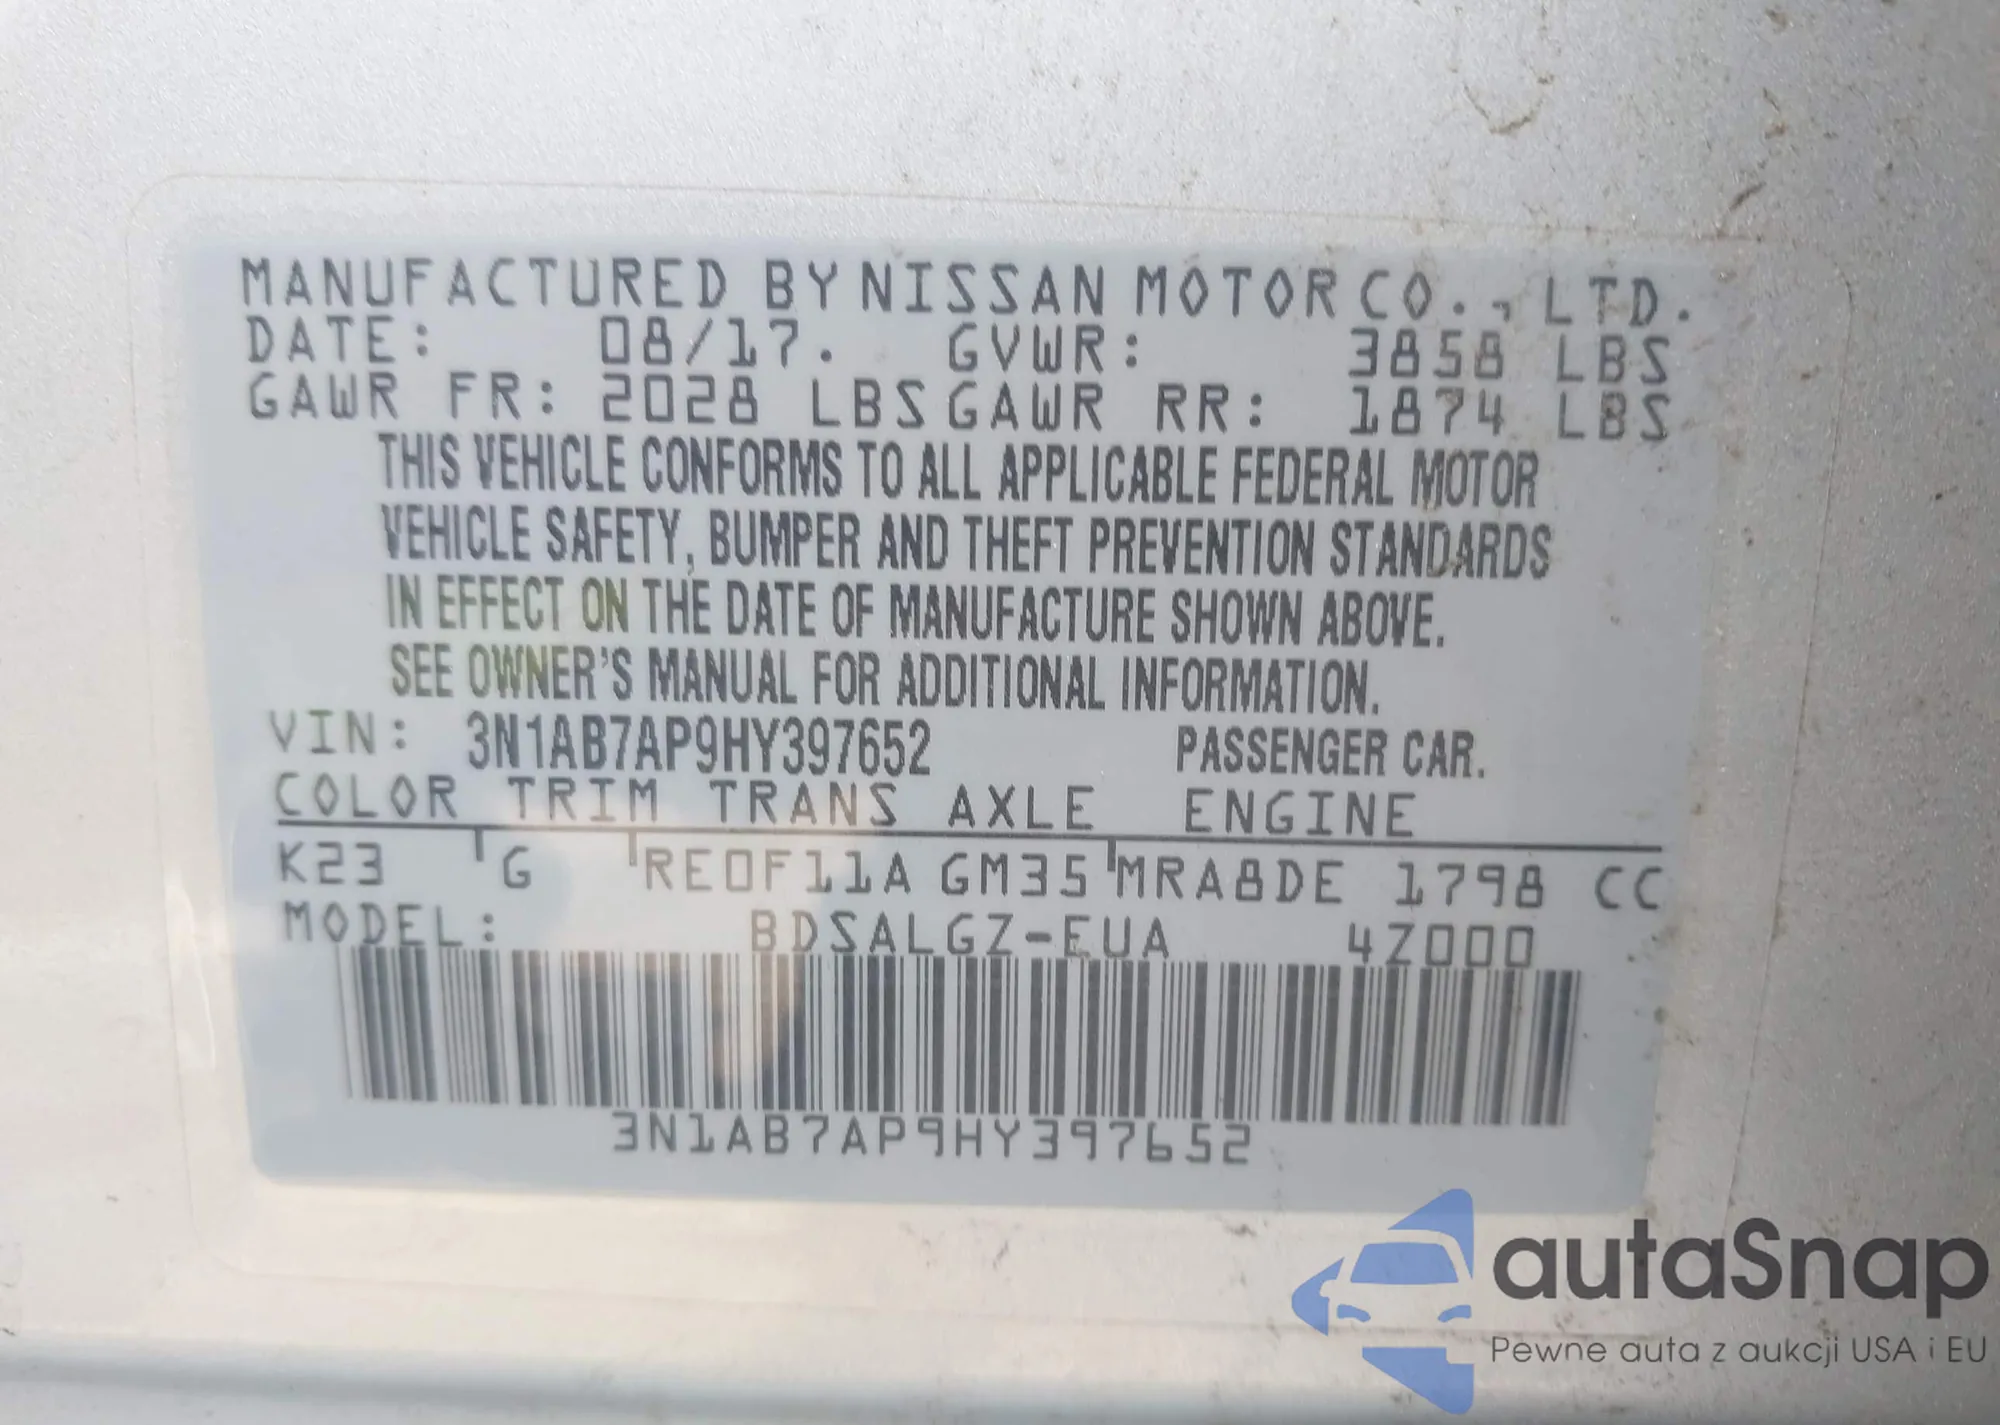 MANUFACTURED BY NISSAN MOTOR CO., LTD.
DATE: 08/17. GVWR: 3858 LBS
GAWR FR: 2028 LBS GAWR RR: 1874 LBS
THIS VEHICLE CONFORMS TO ALL APPLICABLE FEDERAL MOTOR
VEHICLE SAFETY, BUMPER AND THEFT PREVENTION STANDARDS
IN EFFECT ON THE DATE OF MANUFACTURE SHOWN ABOVE.
SEE OWNER'S MANUAL FOR ADDITIONAL INFORMATION.
VIN: 3N1AB7AP9HY397652 PASSENGER CAR.
COLOR TRIM TRANS AXLE ENGINE
K23 G RE0F11A GM35 MRA8DE 1798 CC
MODEL: BDSALGZ-EUA 4Z000
3N1AB7AP9HY397652
autaSnap
Pewne auta z aukcji USA i EU